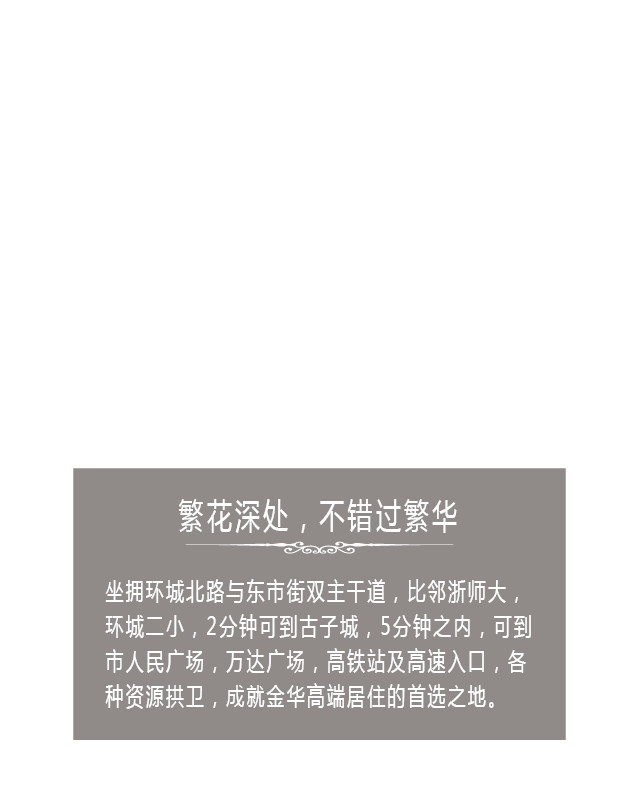 繁花深处，不错过繁华
坐拥环城北路与东市街双主干道，比邻浙师大，
环城二小，2分钟可到古子城，5分钟之内，可到
市人民广场，万达广场，高铁站及高速入口，各
种资源拱卫，成就金华高端居住的首选之地。